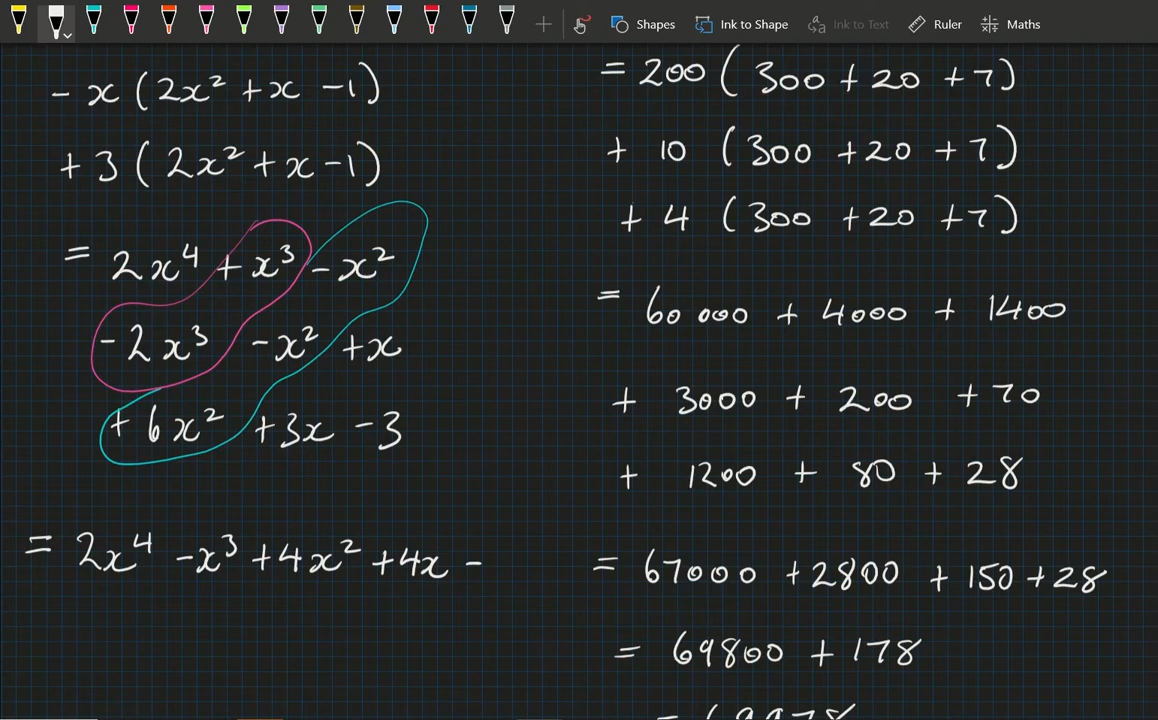 Shapes Ink to Shape Ink to Text Ruler Maths
- x (2x² + x - 1)
+ 3 (2x² + x - 1)
= 2x⁴ + x³ - x²
- 2x³ - x² + x
+ 6x² + 3x - 3
= 2x⁴ - x³ + 4x² + 4x -
= 200 (300 + 20 + 7)
+ 10 (300 + 20 + 7)
+ 4 (300 + 20 + 7)
= 60 000 + 4000 + 1400
+ 3000 + 200 + 70
+ 1200 + 80 + 28
= 67000 + 2800 + 150 + 28
= 69800 + 178